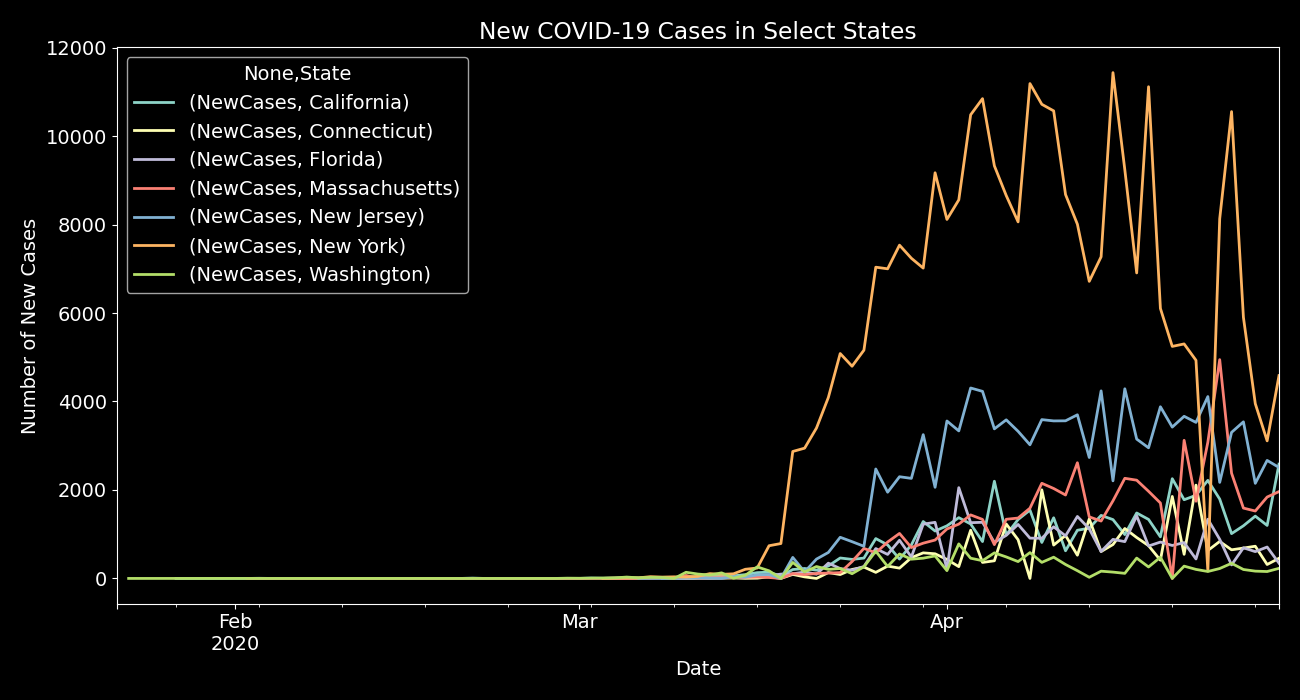 New COVID-19 Cases in Select States
12000
10000
8000
6000
4000
2000
0
Number of New Cases
None,State
(NewCases, California)
(NewCases, Connecticut)
(NewCases, Florida)
(NewCases, Massachusetts)
(NewCases, New Jersey)
(NewCases, New York)
(NewCases, Washington)
Feb
2020
Mar
Apr
Date